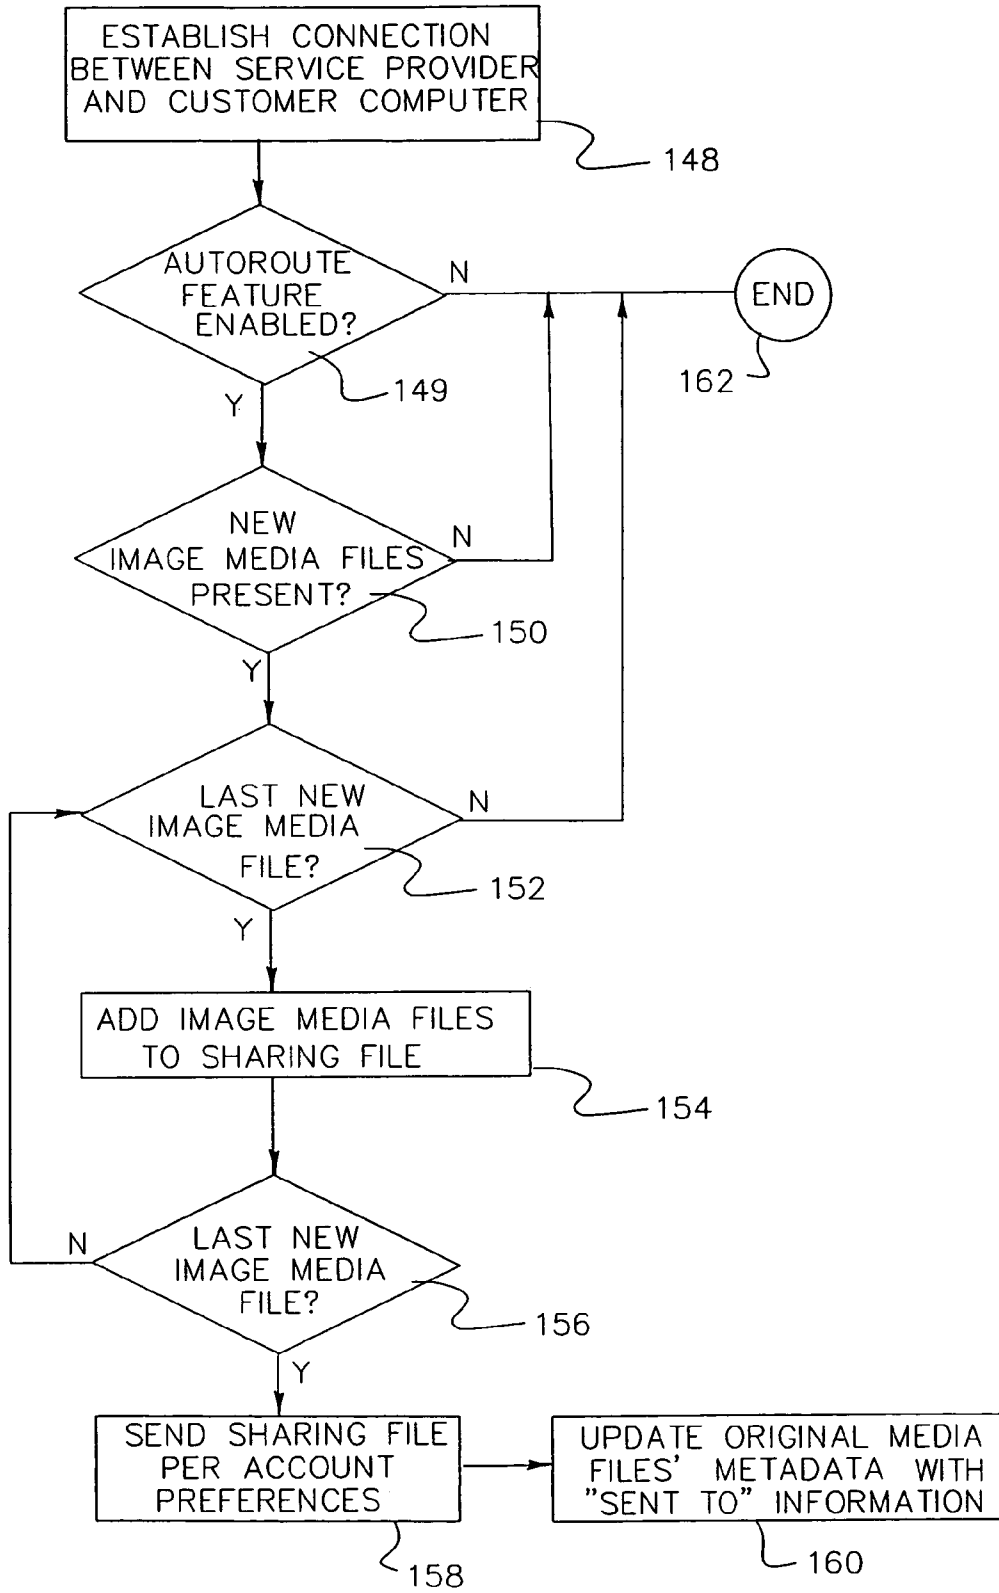 ESTABLISH CONNECTION
BETWEEN SERVICE PROVIDER
AND CUSTOMER COMPUTER
148
AUTOROUTE
FEATURE
ENABLED?
N
END
162
149
Y
NEW
IMAGE MEDIA FILES
PRESENT?
N
150
Y
LAST NEW
IMAGE MEDIA
FILE?
N
152
Y
ADD IMAGE MEDIA FILES
TO SHARING FILE
154
LAST NEW
IMAGE MEDIA
FILE?
N
156
Y
SEND SHARING FILE
PER ACCOUNT
PREFERENCES
158
UPDATE ORIGINAL MEDIA
FILES' METADATA WITH
"SENT TO" INFORMATION
160